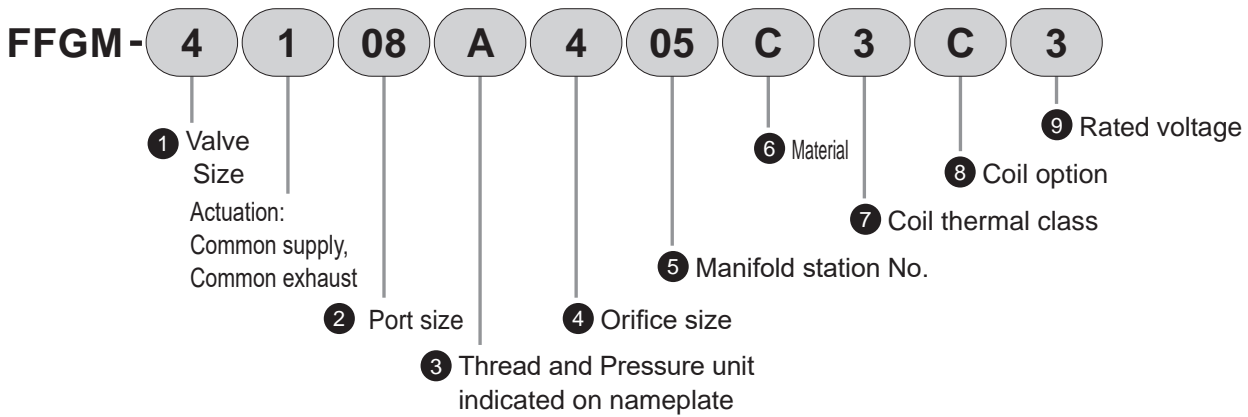 FFGM- 4 1 08 A 4 05 C 3 C 3
1 Valve
Size
Actuation:
Common supply,
Common exhaust
2 Port size
3 Thread and Pressure unit
indicated on nameplate
4 Orifice size
5 Manifold station No.
6 Material
7 Coil thermal class
8 Coil option
9 Rated voltage